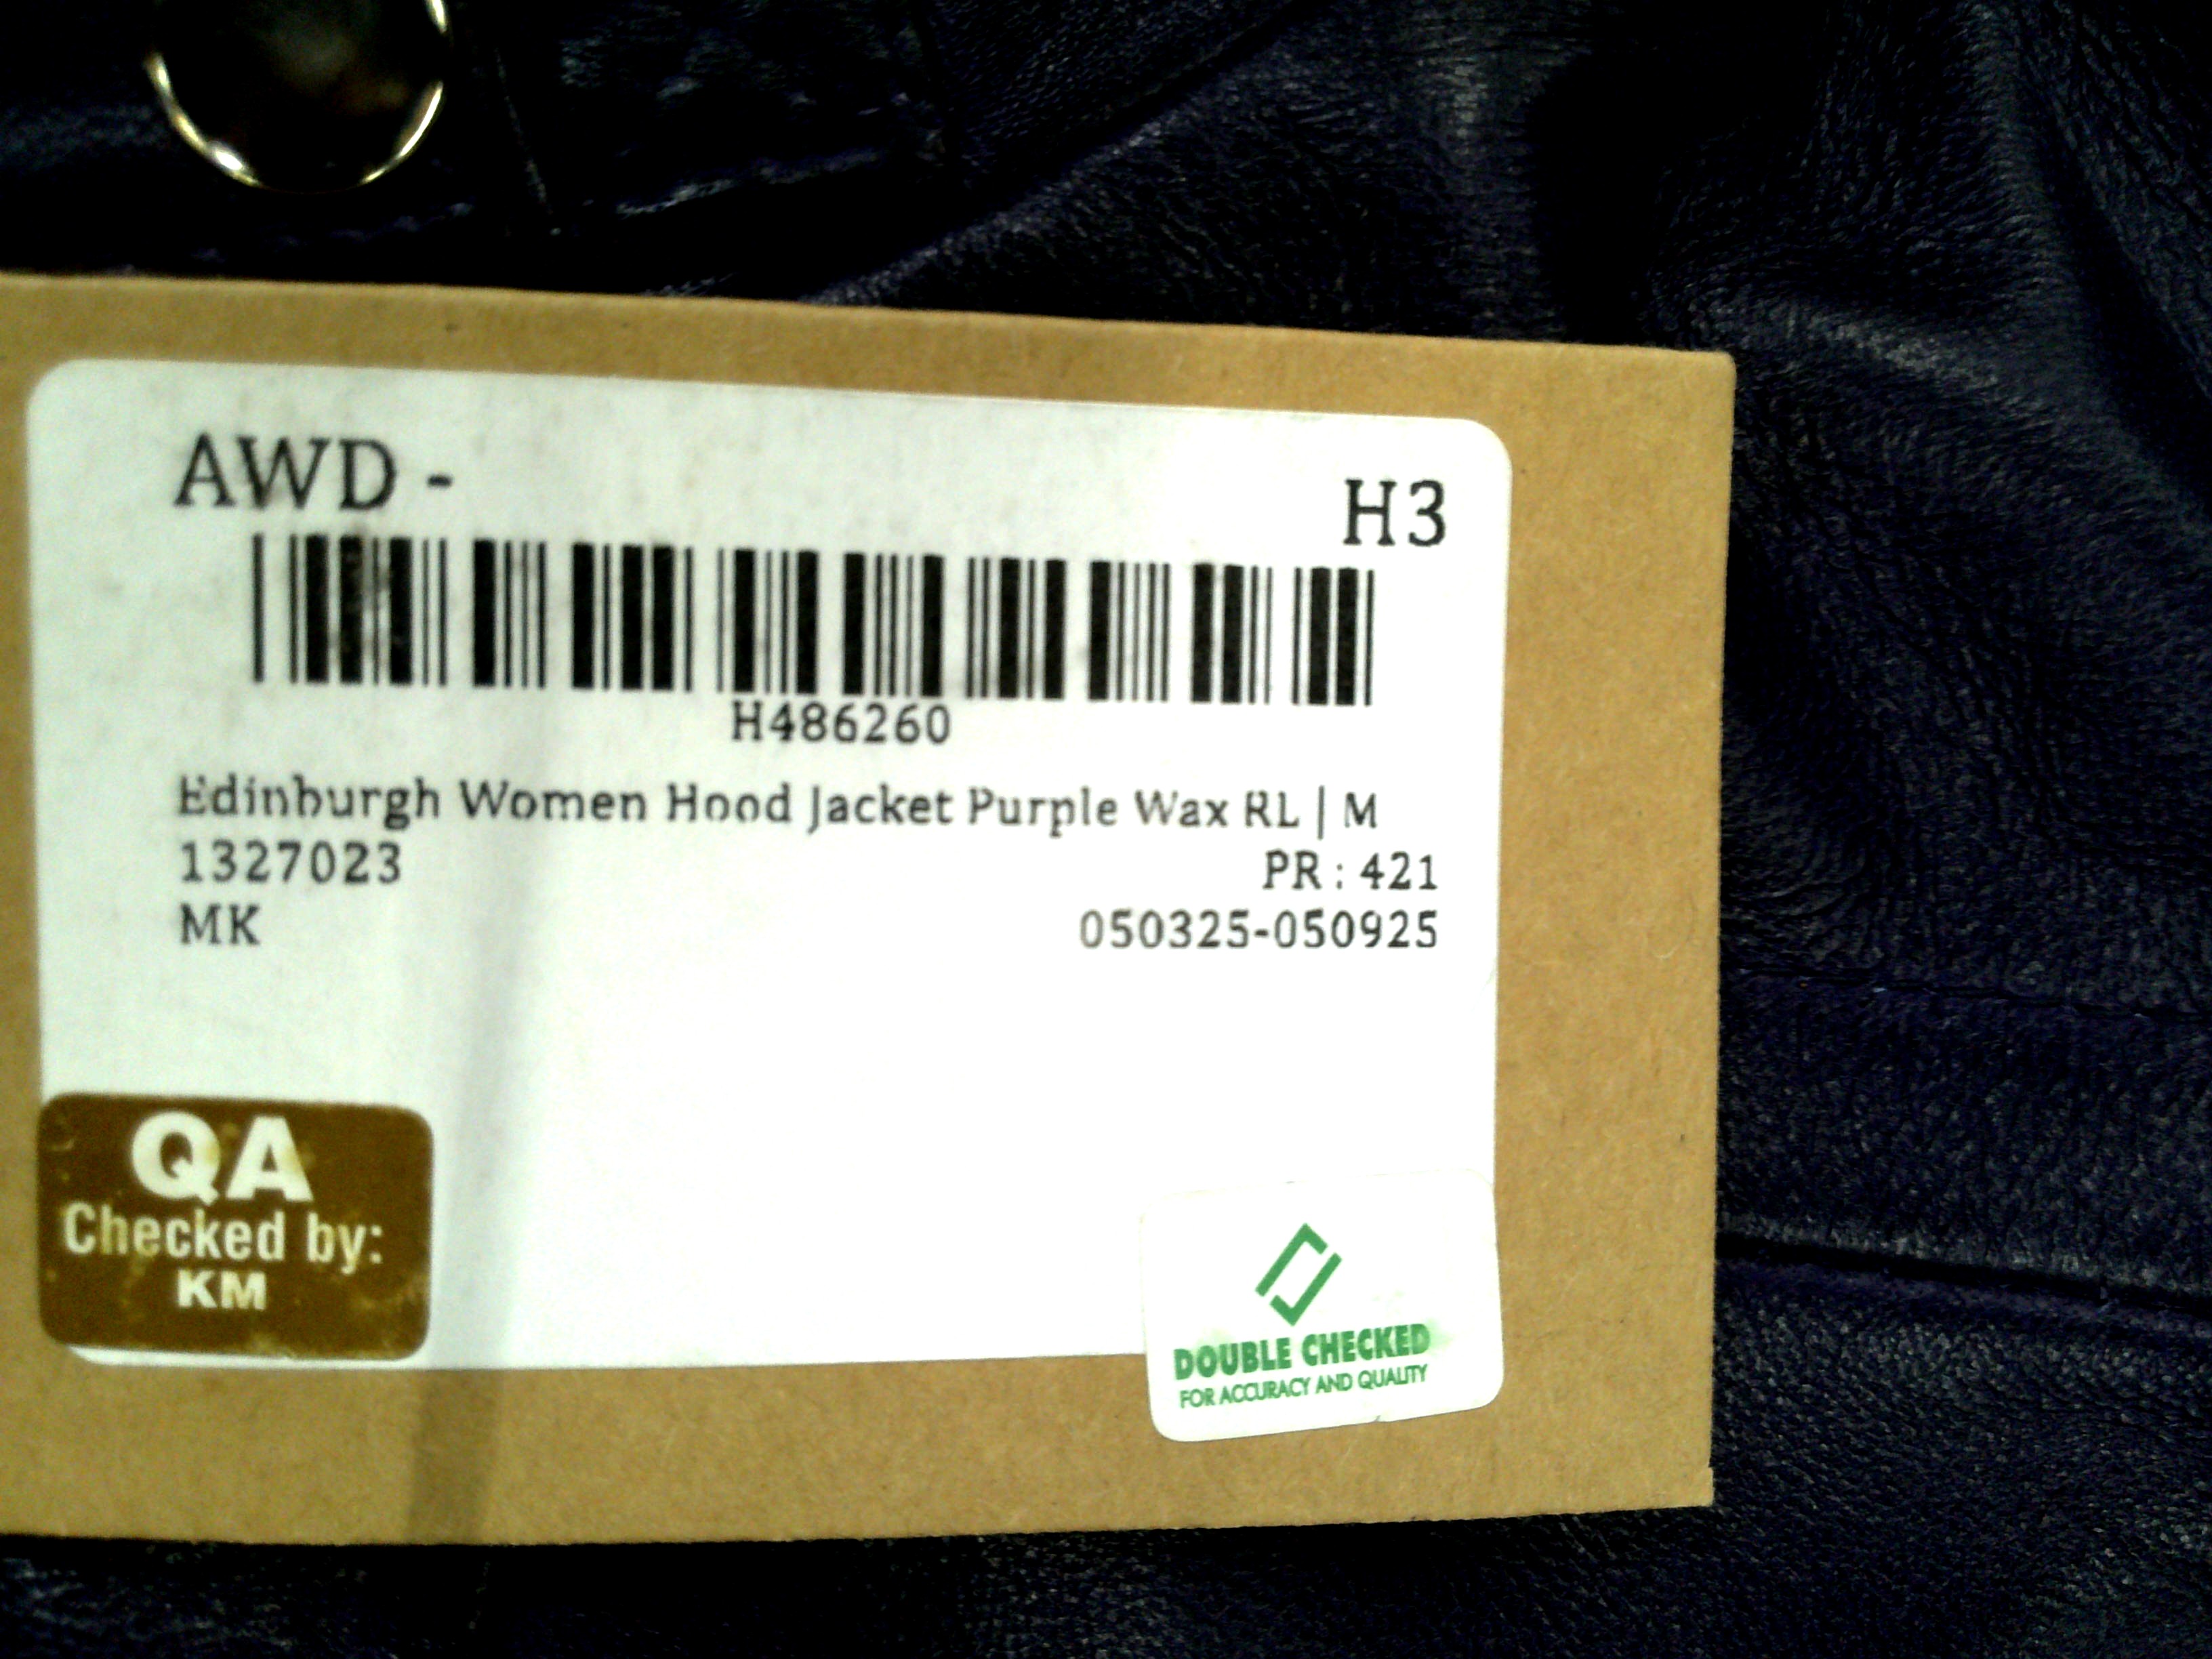 AWD -
H3
H486260
Edinburgh Women Hood Jacket Purple Wax RL | M
1327023
PR : 421
MK
050325-050925
QA
Checked by:
KM
DOUBLE CHECKED
FOR ACCURACY AND QUALITY